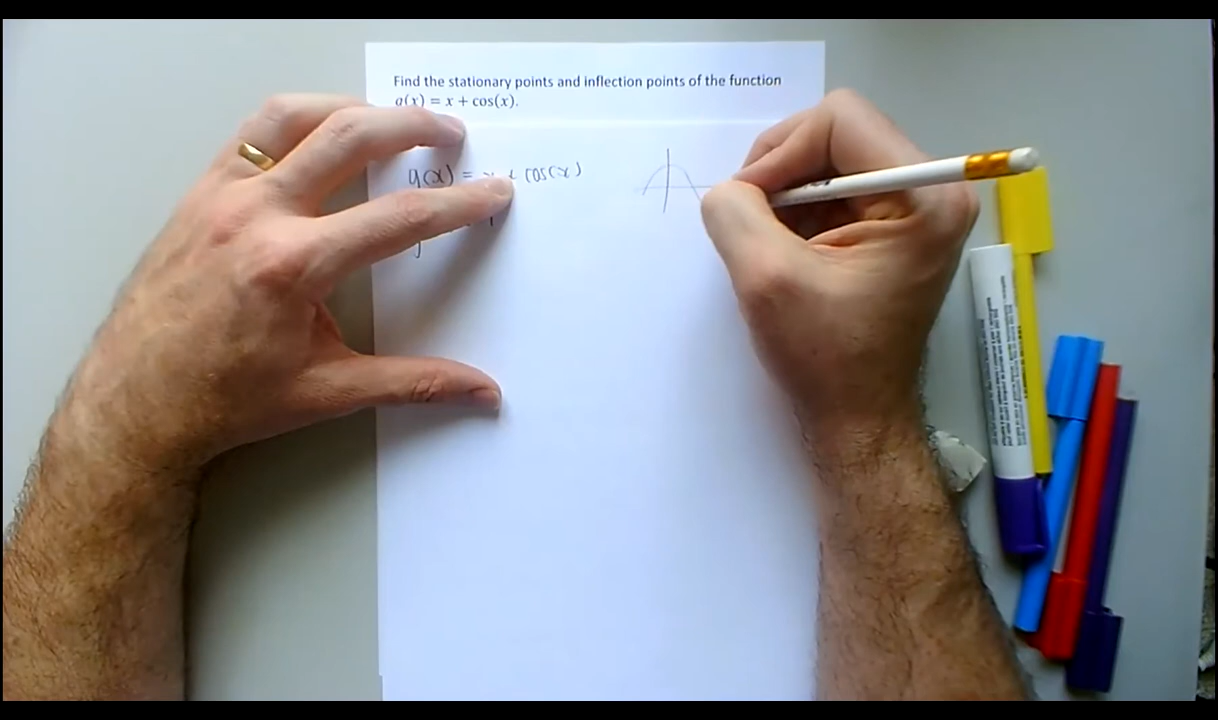 Find the stationary points and inflection points of the function
g(x) = x + cos(x).
g(x) = x + cos(x)